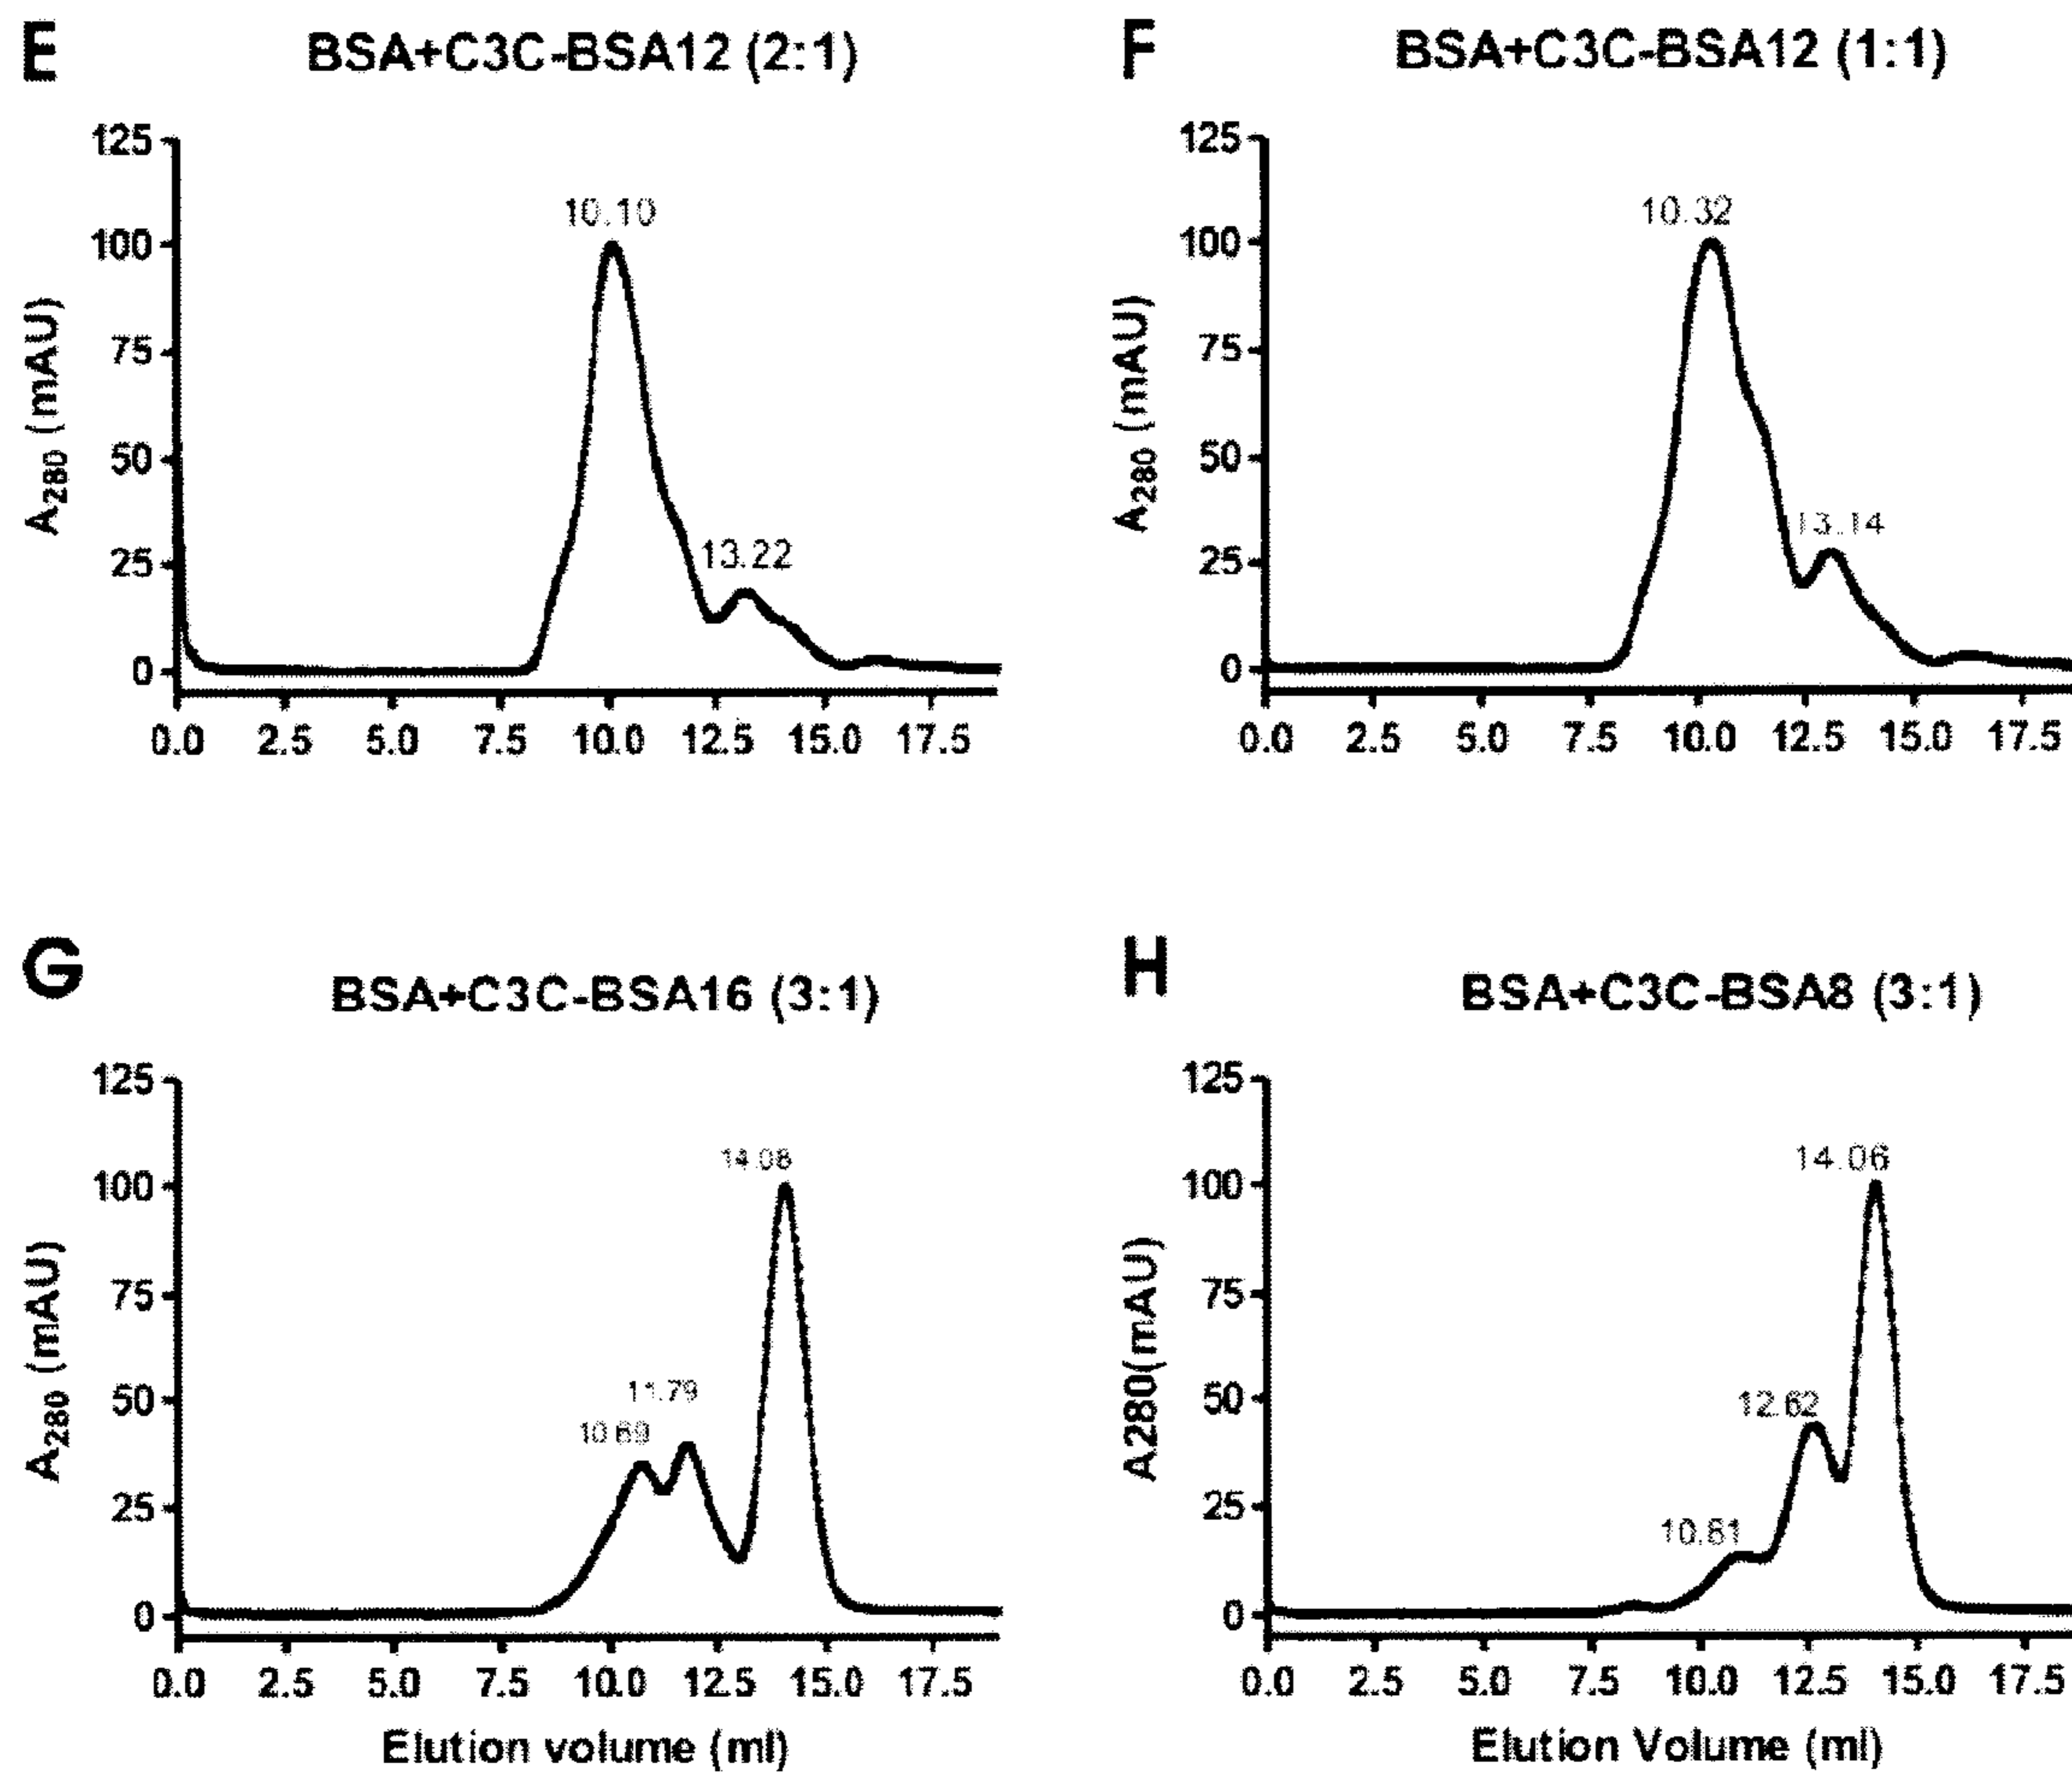 E
BSA+C3C-BSA12 (2:1)
125
100
75
50
25
0
A280 (mAU)
10.10
13.22
0.0 2.5 5.0 7.5 10.0 12.5 15.0 17.5
F
BSA+C3C-BSA12 (1:1)
125
100
75
50
25
0
A280 (mAU)
10.32
13.14
0.0 2.5 5.0 7.5 10.0 12.5 15.0 17.5
G
BSA+C3C-BSA16 (3:1)
125
100
75
50
25
0
A280 (mAU)
14.08
11.79
10.69
0.0 2.5 5.0 7.5 10.0 12.5 15.0 17.5
Elution volume (ml)
H
BSA+C3C-BSA8 (3:1)
125
100
75
50
25
0
A280(mAU)
14.06
12.62
10.81
0.0 2.5 5.0 7.5 10.0 12.5 15.0 17.5
Elution Volume (ml)